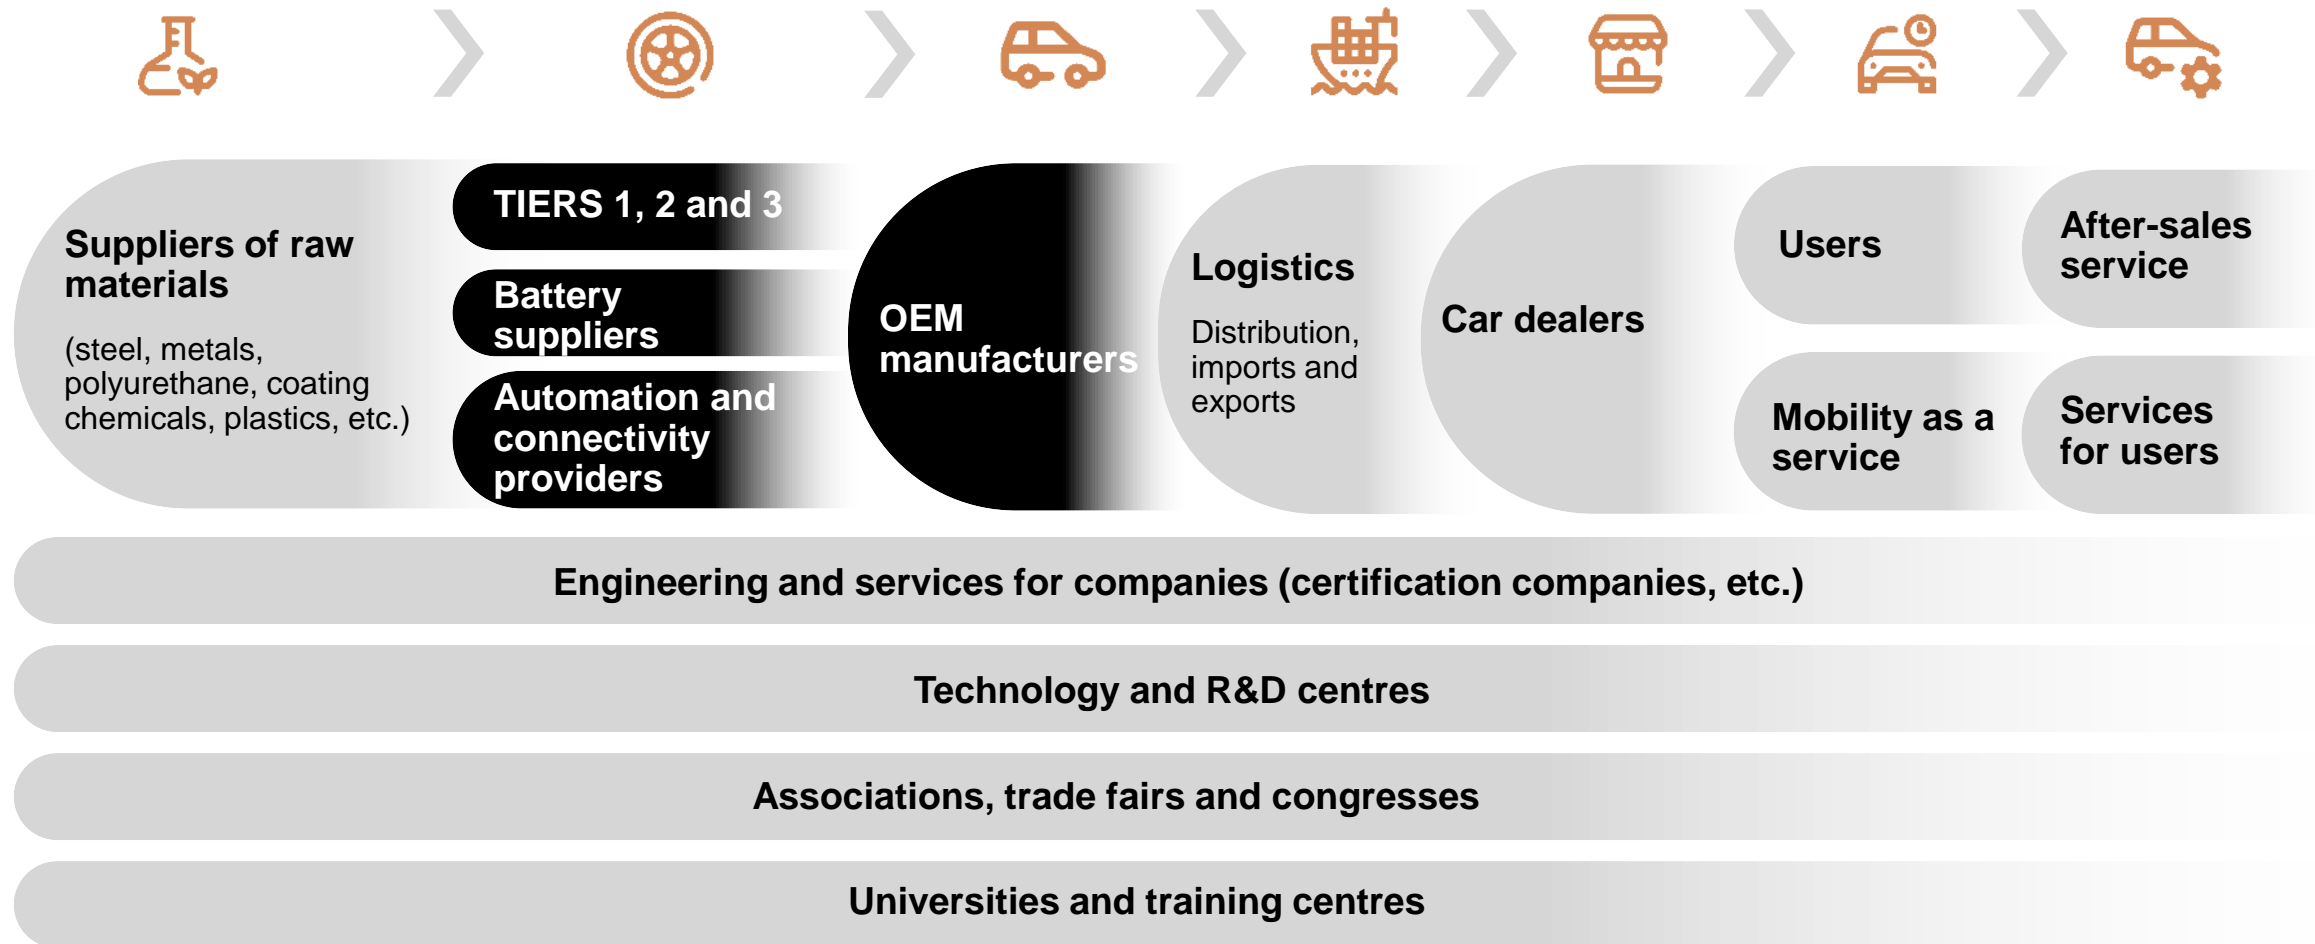 Suppliers of raw
materials
(steel, metals,
polyurethane, coating
chemicals, plastics, etc.)
TIERS 1, 2 and 3
Battery
suppliers
Automation and
connectivity
providers
OEM
manufacturers
Logistics
Distribution,
imports and
exports
Car dealers
Users
Mobility as a
service
After-sales
service
Services
for users
Engineering and services for companies (certification companies, etc.)
Technology and R&D centres
Associations, trade fairs and congresses
Universities and training centres